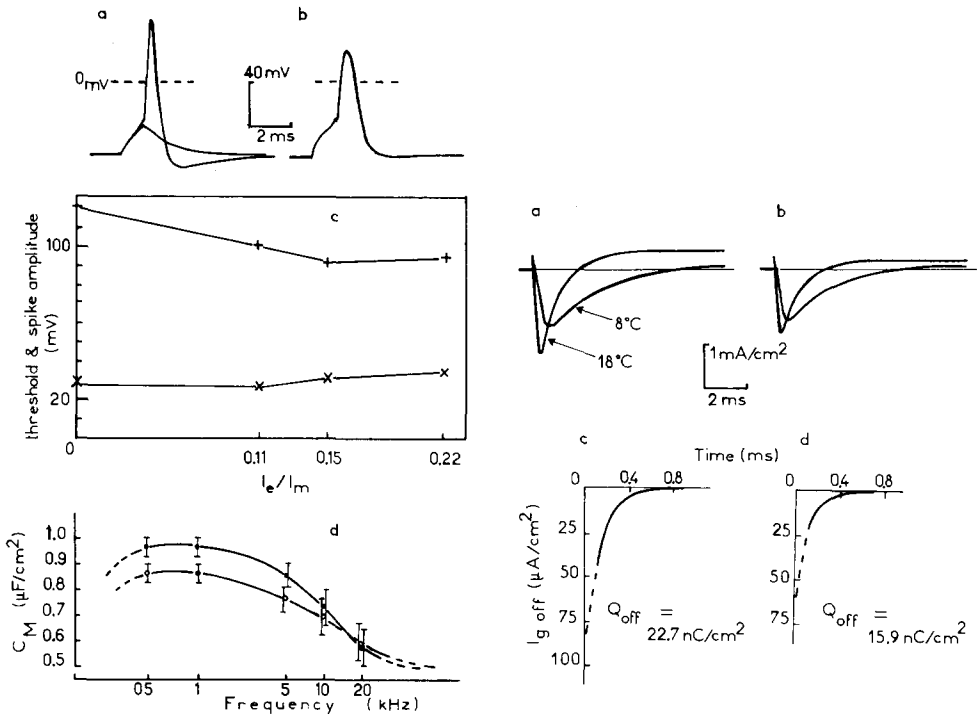 a
b
0mV
40mV
2 ms
c
threshold & spike amplitude
(mV)
100
20
0
0.11
0.15
0.22
Ie/Im
d
CM (µF/cm²)
1.0
0.9
0.8
0.7
0.6
0.5
05
1
5
10
20
Frequency (kHz)
a
b
8°C
18°C
1mA/cm²
2 ms
c
d
Time (ms)
0
0.4
0.8
0
0.4
0.8
Ig off (µA/cm²)
25
50
75
100
Qoff =
22.7 nC/cm²
25
50
75
Qoff =
15.9 nC/cm²